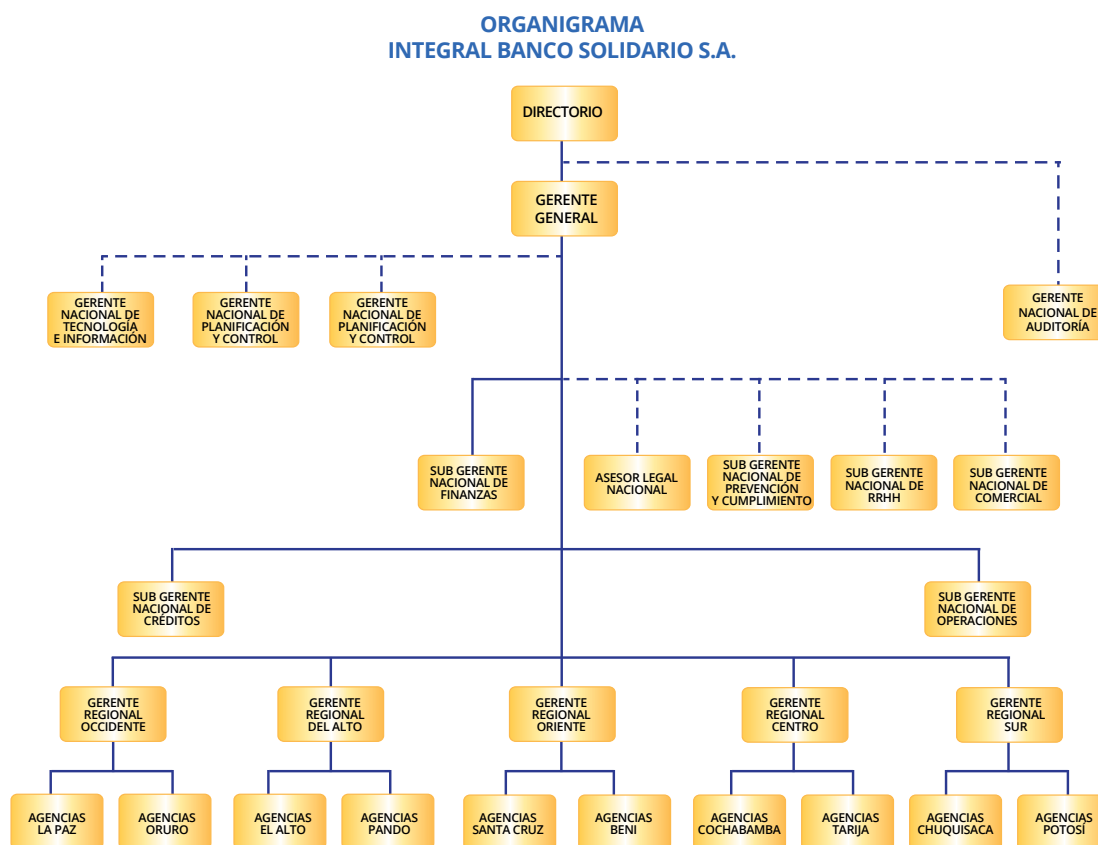 ORGANIGRAMA
INTEGRAL BANCO SOLIDARIO S.A.
DIRECTORIO
GERENTE
GENERAL
GERENTE
NACIONAL DE
TECNOLOGÍA
E INFORMACIÓN
GERENTE
NACIONAL DE
PLANIFICACIÓN
Y CONTROL
GERENTE
NACIONAL DE
PLANIFICACIÓN
Y CONTROL
GERENTE
NACIONAL DE
AUDITORÍA
SUB GERENTE
NACIONAL DE
FINANZAS
ASESOR LEGAL
NACIONAL
SUB GERENTE
NACIONAL DE
PREVENCIÓN
Y CUMPLIMIENTO
SUB GERENTE
NACIONAL DE
RRHH
SUB GERENTE
NACIONAL DE
COMERCIAL
SUB GERENTE
NACIONAL DE
CRÉDITOS
SUB GERENTE
NACIONAL DE
OPERACIONES
GERENTE
REGIONAL
OCCIDENTE
GERENTE
REGIONAL
DEL ALTO
GERENTE
REGIONAL
ORIENTE
GERENTE
REGIONAL
CENTRO
GERENTE
REGIONAL
SUR
AGENCIAS
LA PAZ
AGENCIAS
ORURO
AGENCIAS
EL ALTO
AGENCIAS
PANDO
AGENCIAS
SANTA CRUZ
AGENCIAS
BENI
AGENCIAS
COCHABAMBA
AGENCIAS
TARIJA
AGENCIAS
CHUQUISACA
AGENCIAS
POTOSÍ